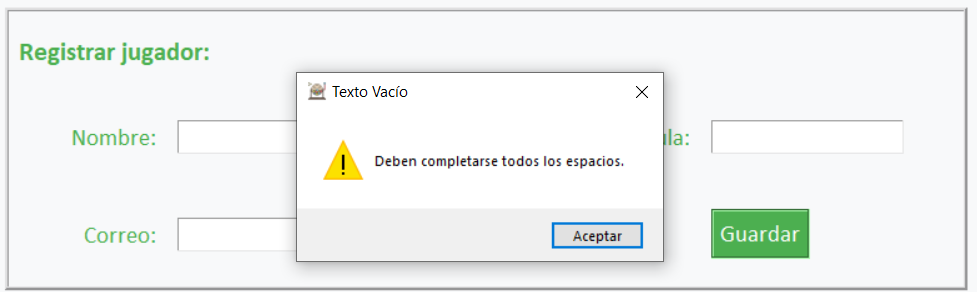 Registrar jugador:
Texto Vacío
Nombre:
ula:
Deben completarse todos los espacios.
Correo:
Aceptar
Guardar